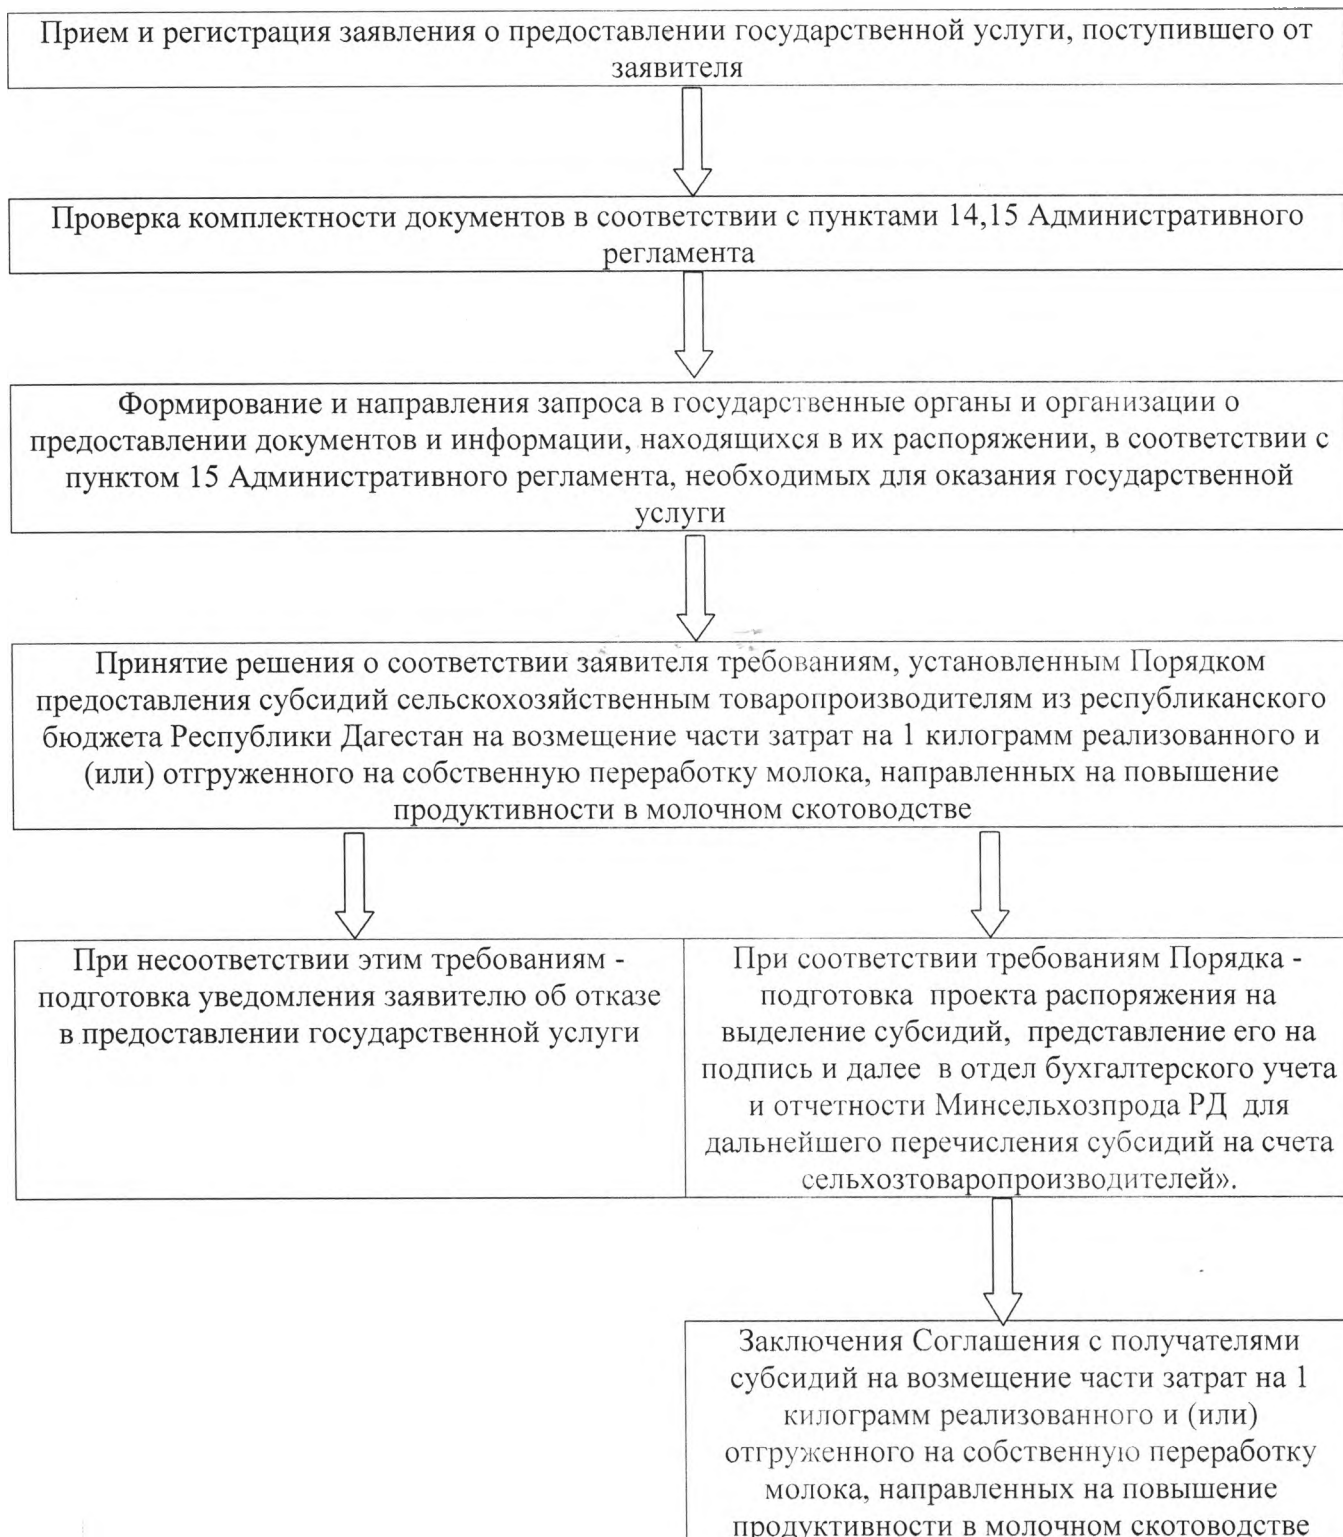 Прием и регистрация заявления о предоставлении государственной услуги, поступившего от
заявителя
Проверка комплектности документов в соответствии с пунктами 14,15 Административного
регламента
Формирование и направления запроса в государственные органы и организации о
предоставлении документов и информации, находящихся в их распоряжении, в соответствии с
пунктом 15 Административного регламента, необходимых для оказания государственной
услуги
Принятие решения о соответствии заявителя требованиям, установленным Порядком
предоставления субсидий сельскохозяйственным товаропроизводителям из республиканского
бюджета Республики Дагестан на возмещение части затрат на 1 килограмм реализованного и
(или) отгруженного на собственную переработку молока, направленных на повышение
продуктивности в молочном скотоводстве
При несоответствии этим требованиям -
подготовка уведомления заявителю об отказе
в предоставлении государственной услуги
При соответствии требованиям Порядка -
подготовка проекта распоряжения на
выделение субсидий, представление его на
подпись и далее в отдел бухгалтерского учета
и отчетности Минсельхозпрода РД для
дальнейшего перечисления субсидий на счета
сельхозтоваропроизводителей».
Заключения Соглашения с получателями
субсидий на возмещение части затрат на 1
килограмм реализованного и (или)
отгруженного на собственную переработку
молока, направленных на повышение
продуктивности в молочном скотоводстве